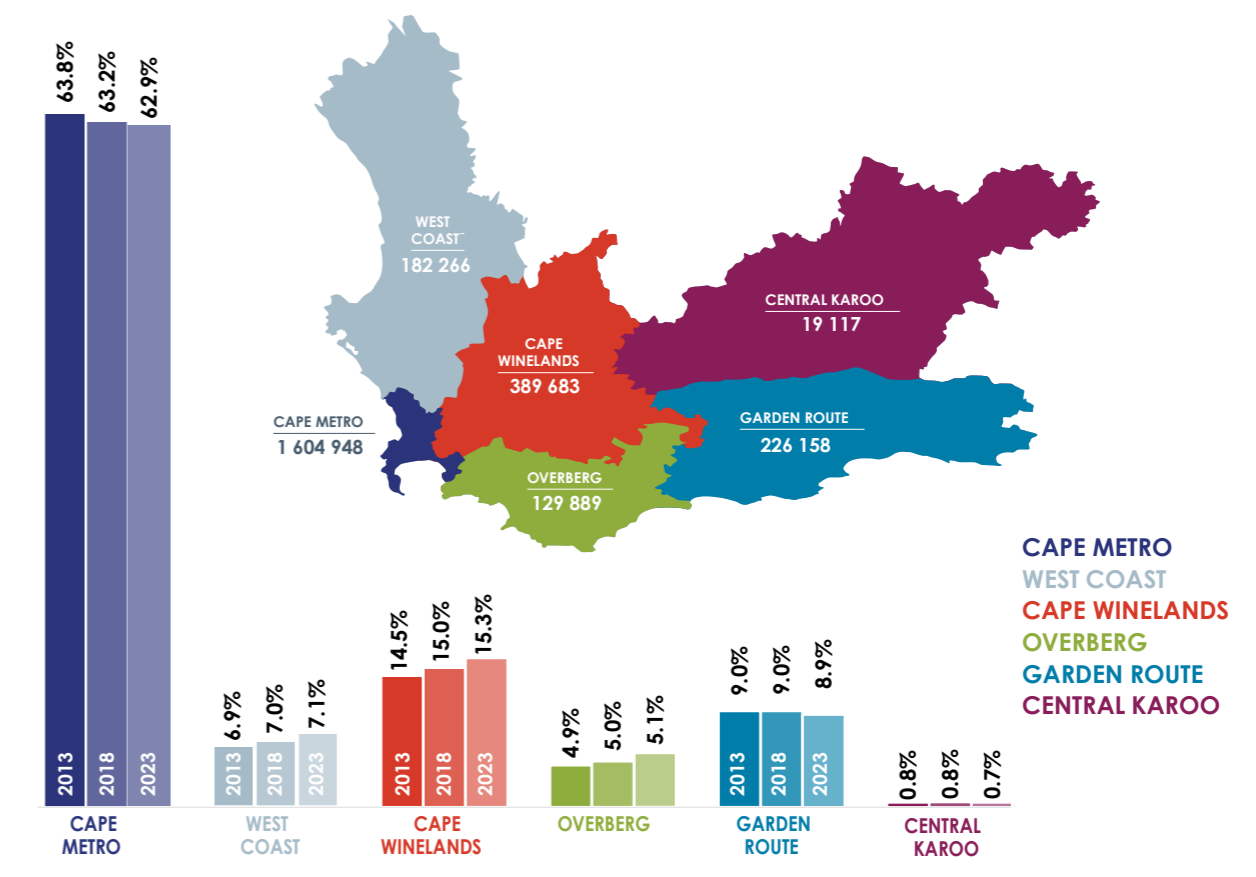 63.8%
63.2%
62.9%
WEST
COAST
182 266
CENTRAL KAROO
19 117
CAPE
WINELANDS
389 683
CAPE METRO
1 604 948
GARDEN ROUTE
226 158
OVERBERG
129 889
CAPE METRO
WEST COAST
CAPE WINELANDS
OVERBERG
GARDEN ROUTE
CENTRAL KAROO
6.9%
7.0%
7.1%
14.5%
15.0%
15.3%
4.9%
5.0%
5.1%
9.0%
9.0%
8.9%
0.8%
0.8%
0.7%
2013
2018
2023
2013
2018
2023
2013
2018
2023
2013
2018
2023
CAPE
METRO
WEST
COAST
CAPE
WINELANDS
OVERBERG
GARDEN
ROUTE
CENTRAL
KAROO